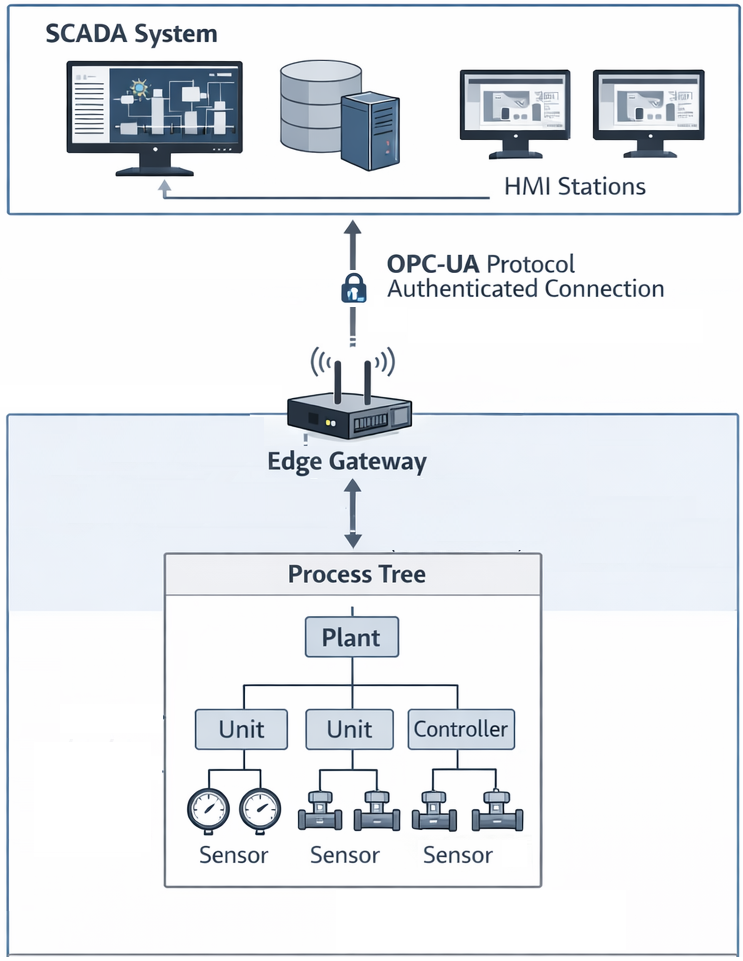 SCADA System
HMI Stations
OPC-UA Protocol
Authenticated Connection
Edge Gateway
Process Tree
Plant
Unit
Unit
Controller
Sensor
Sensor
Sensor